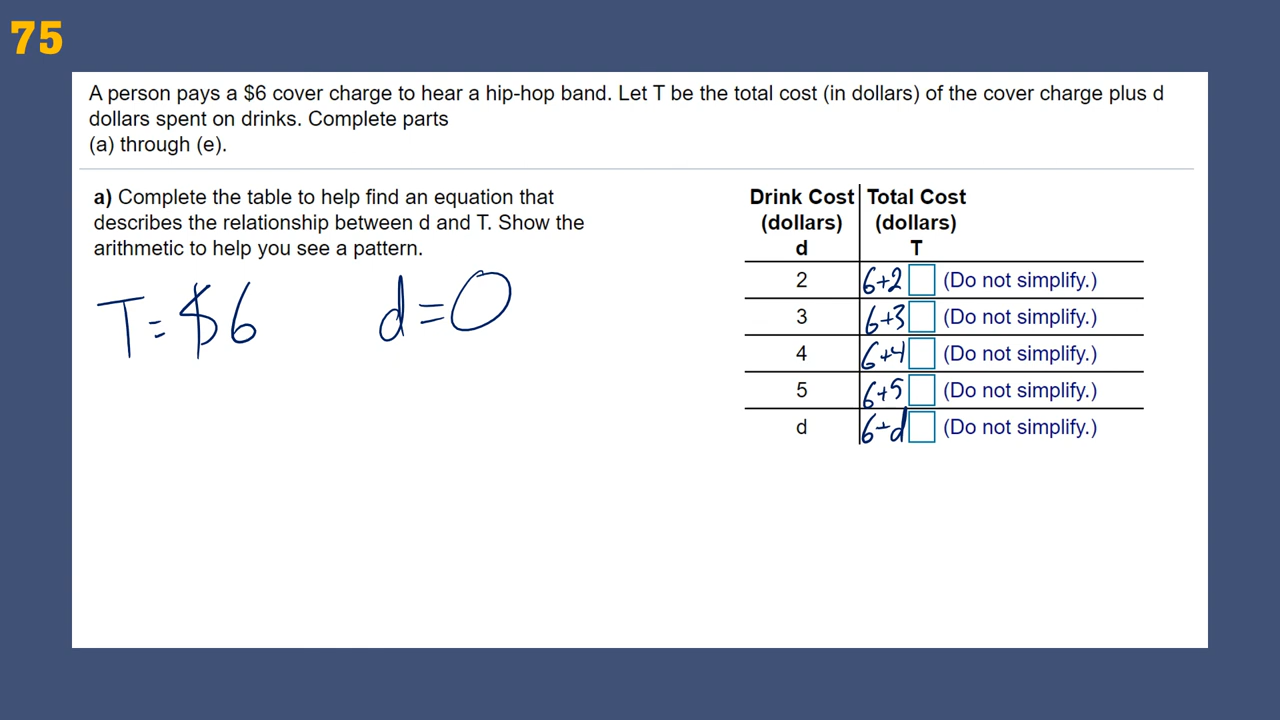 75
A person pays a $6 cover charge to hear a hip-hop band. Let T be the total cost (in dollars) of the cover charge plus d
dollars spent on drinks. Complete parts
(a) through (e).
a) Complete the table to help find an equation that
describes the relationship between d and T. Show the
arithmetic to help you see a pattern.
T=$6 d=0
Drink Cost Total Cost
(dollars) (dollars)
d T
2 6+2 (Do not simplify.)
3 6+3 (Do not simplify.)
4 6+4 (Do not simplify.)
5 6+5 (Do not simplify.)
d 6+d (Do not simplify.)